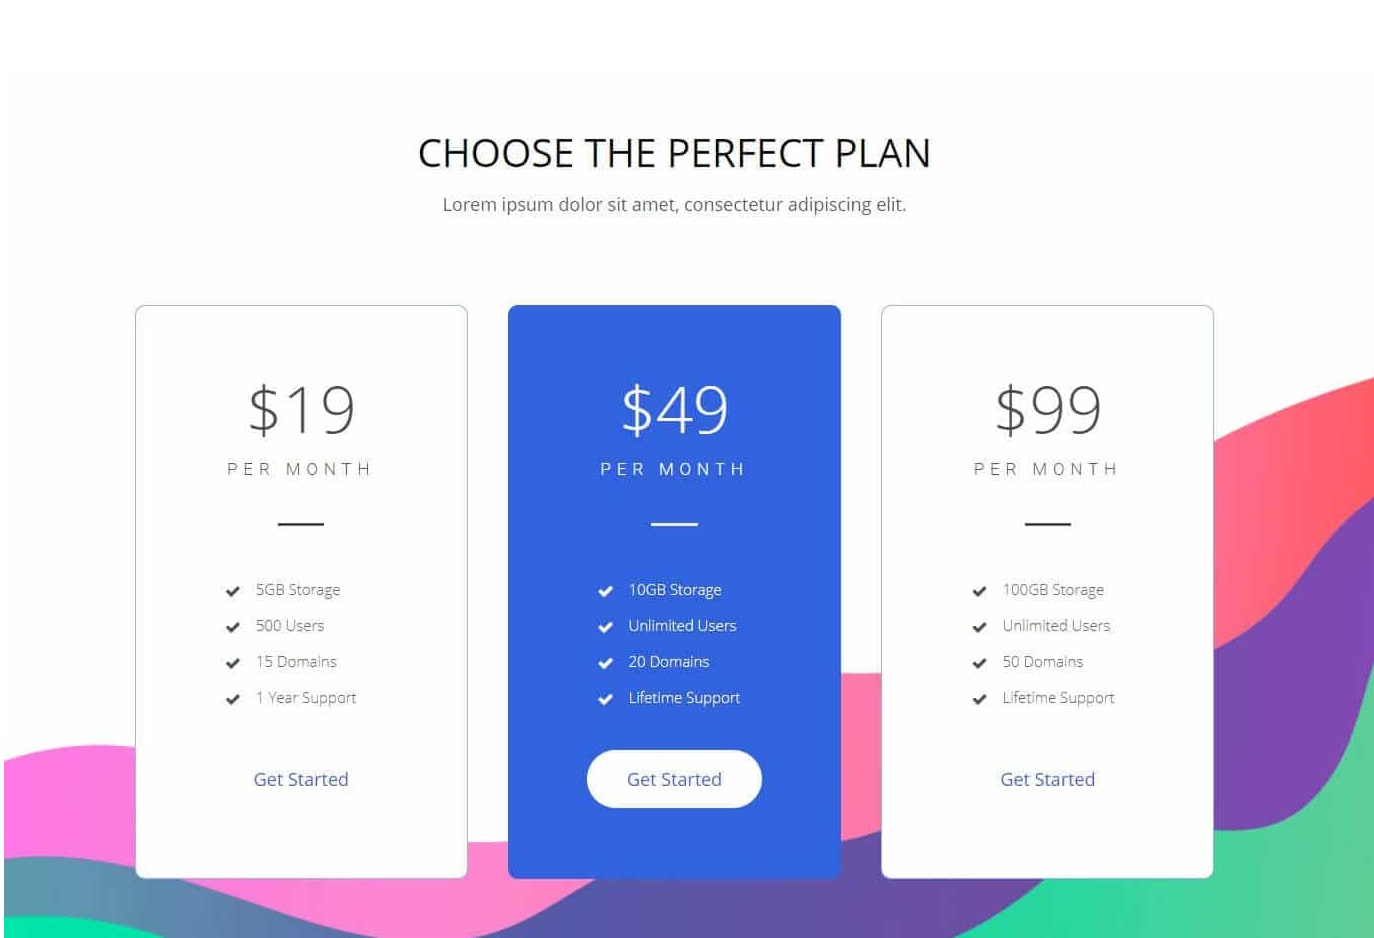 CHOOSE THE PERFECT PLAN
Lorem ipsum dolor sit amet, consectetur adipiscing elit.
$19
PER MONTH
5GB Storage
500 Users
15 Domains
1 Year Support
Get Started
$49
PER MONTH
10GB Storage
Unlimited Users
20 Domains
Lifetime Support
Get Started
$99
PER MONTH
100GB Storage
Unlimited Users
50 Domains
Lifetime Support
Get Started